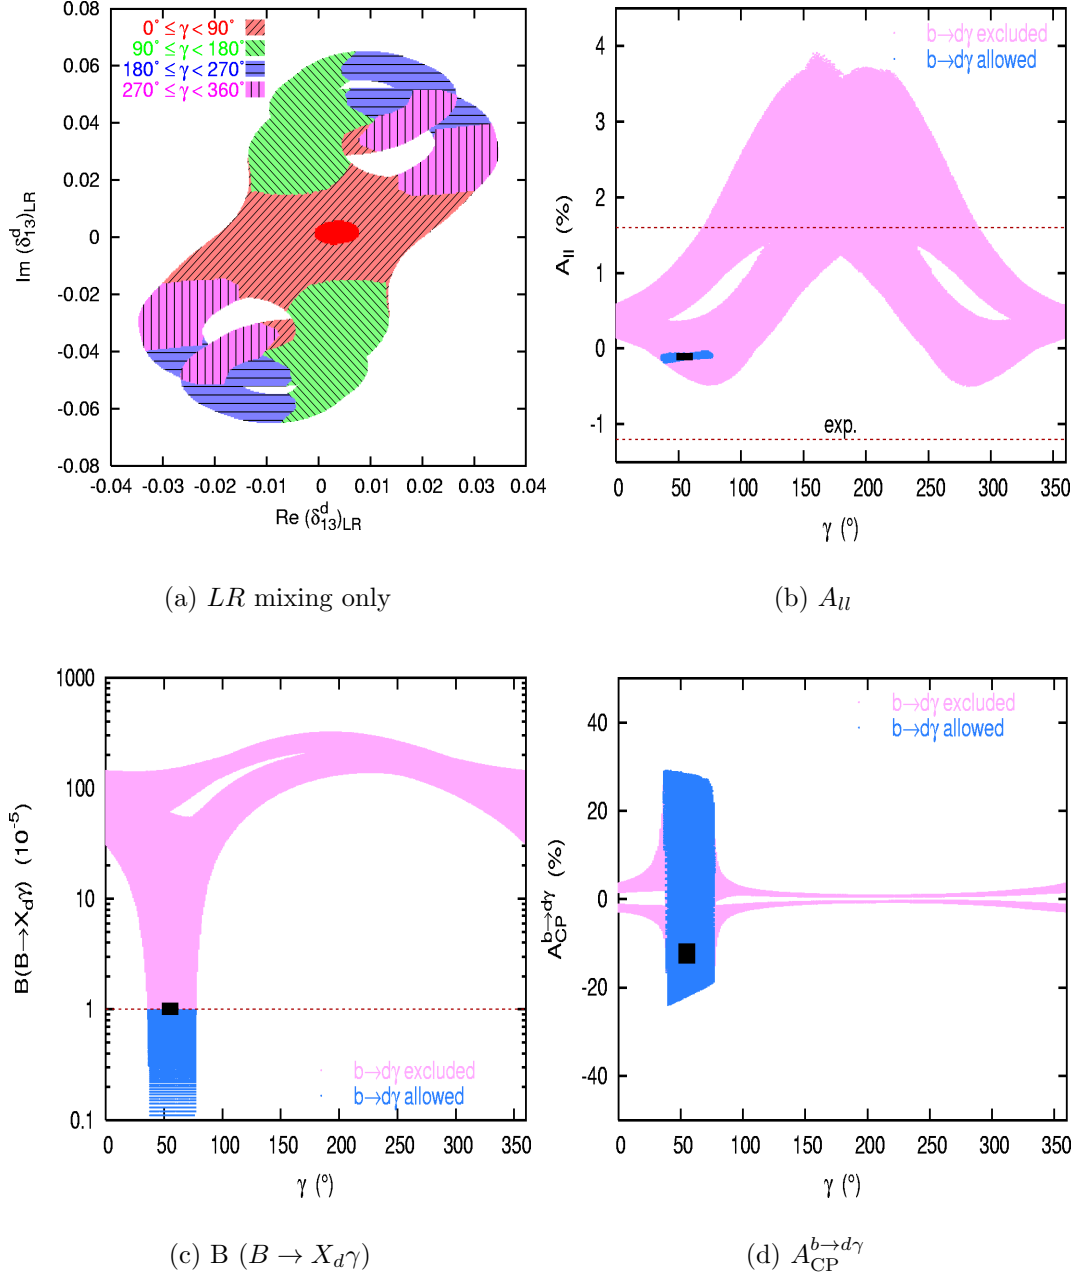 0° ≤ γ < 90°
90° ≤ γ < 180°
180° ≤ γ < 270°
270° ≤ γ < 360°
0.08
0.06
0.04
0.02
0
-0.02
-0.04
-0.06
-0.08
Im (δ^d_13)_LR
-0.04 -0.03 -0.02 -0.01 0 0.01 0.02 0.03 0.04
Re (δ^d_13)_LR
(a) LR mixing only
b→dγ excluded
b→dγ allowed
4
3
2
1
0
-1
A_ll (%)
exp.
0 50 100 150 200 250 300 350
γ (°)
(b) A_ll
1000
100
10
1
0.1
B(B→X_dγ) (10^-5)
b→dγ excluded
b→dγ allowed
0 50 100 150 200 250 300 350
γ (°)
(c) B (B → X_dγ)
b→dγ excluded
b→dγ allowed
40
20
0
-20
-40
A_CP^b→dγ (%)
0 50 100 150 200 250 300 350
γ (°)
(d) A_CP^b→dγ